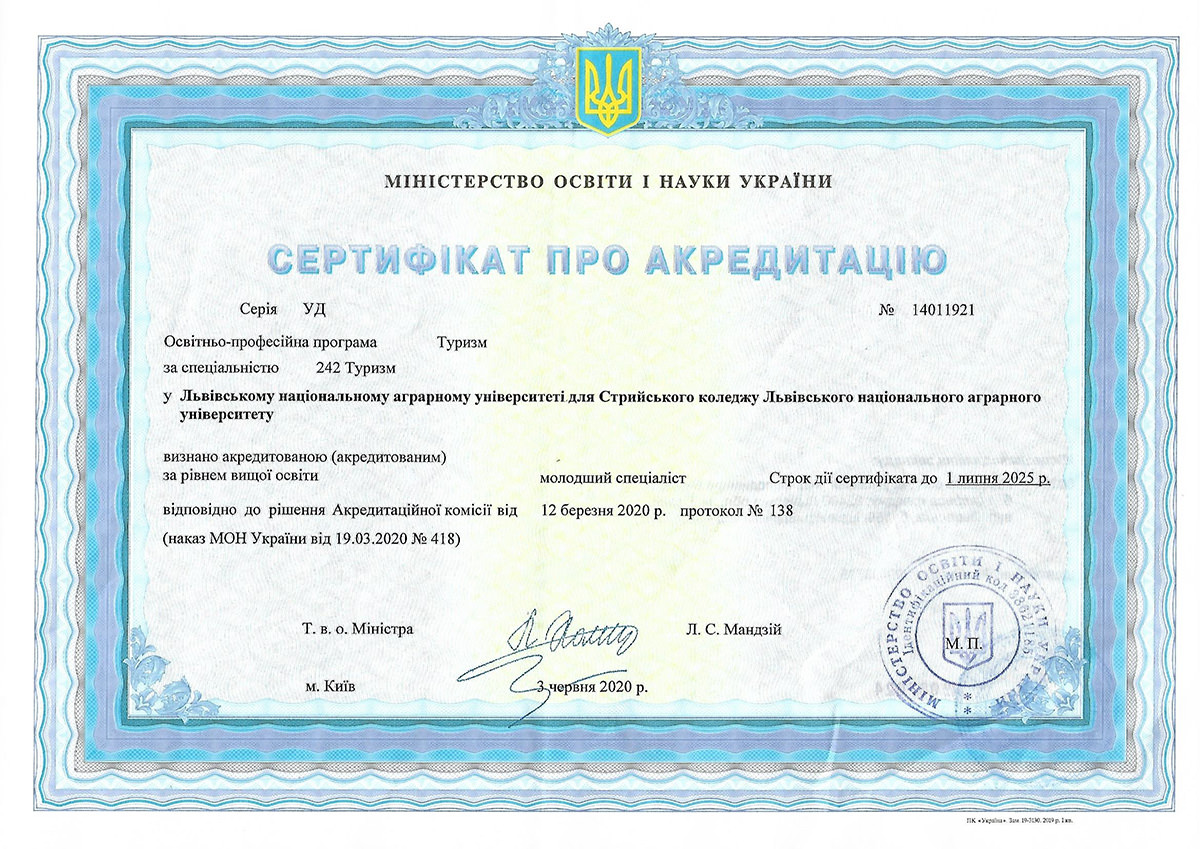 МІНІСТЕРСТВО ОСВІТИ І НАУКИ УКРАЇНИ
СЕРТИФІКАТ ПРО АКРЕДИТАЦІЮ
Серія УД № 14011921
Освітньо-професійна програма Туризм
за спеціальністю 242 Туризм
у Львівському національному аграрному університеті для Стрийського коледжу Львівського національного аграрного
університету
визнано акредитованою (акредитованим)
за рівнем вищої освіти молодший спеціаліст Строк дії сертифіката до 1 липня 2025 р.
відповідно до рішення Акредитаційної комісії від 12 березня 2020 р. протокол № 138
(наказ МОН України від 19.03.2020 № 418)
Т. в. о. Міністра Л. С. Мандзій
м. Київ 3 червня 2020 р.
МІНІСТЕРСТВО ОСВІТИ І НАУКИ УКРАЇНИ
Ідентифікаційний код 38621185
М. П.
ПК «Україна» Зам 19-3130. 2019 р. I кв.